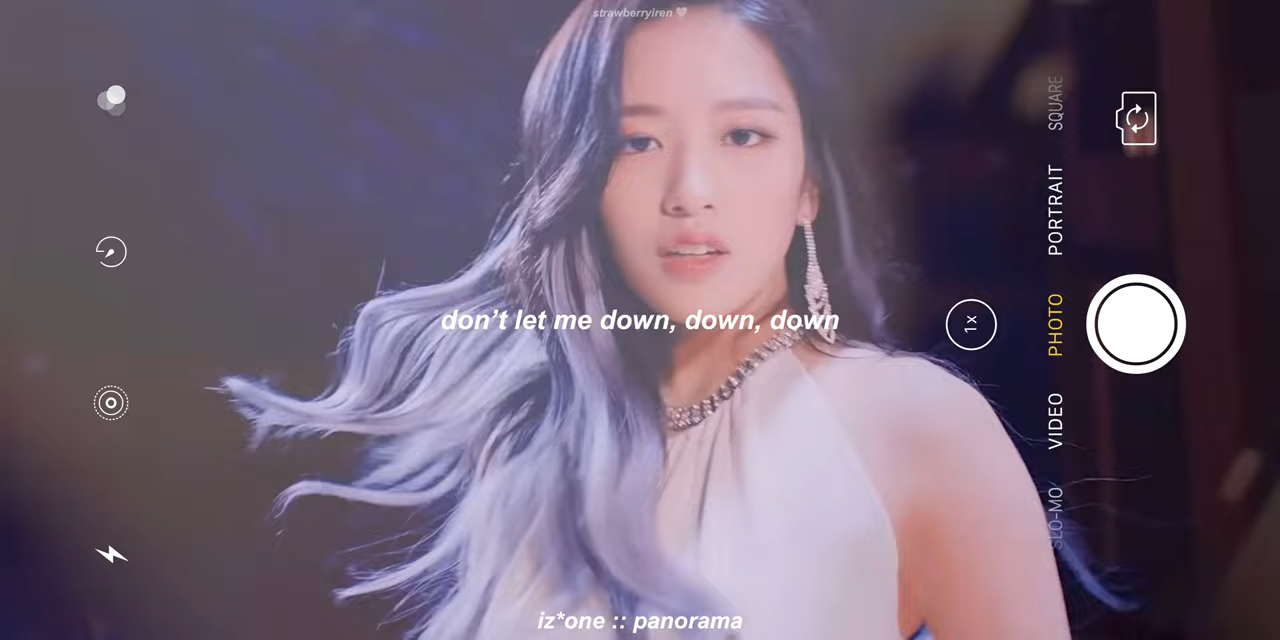 strawberryiren 🤍
SQUARE
PORTRAIT
PHOTO
VIDEO
SLO-MO
1x
don’t let me down, down, down
iz*one :: panorama